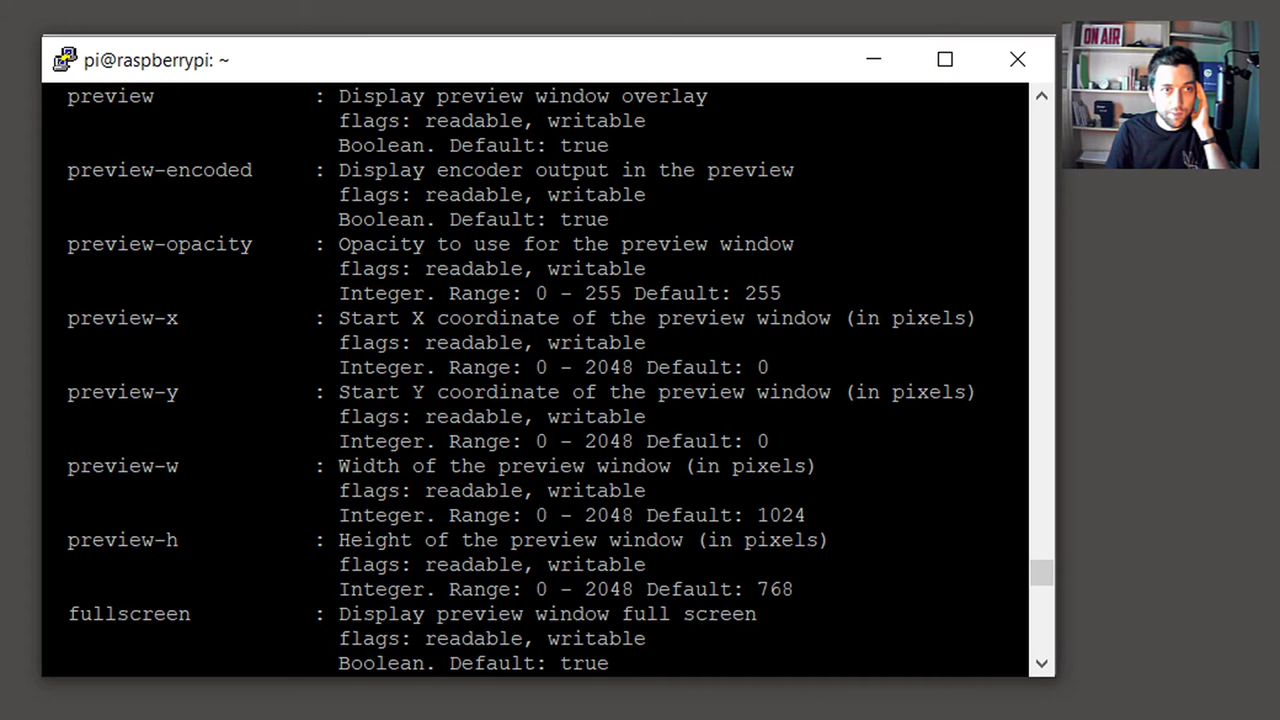 pi@raspberrypi: ~
ON AIR
preview : Display preview window overlay
flags: readable, writable
Boolean. Default: true
preview-encoded : Display encoder output in the preview
flags: readable, writable
Boolean. Default: true
preview-opacity : Opacity to use for the preview window
flags: readable, writable
Integer. Range: 0 - 255 Default: 255
preview-x : Start X coordinate of the preview window (in pixels)
flags: readable, writable
Integer. Range: 0 - 2048 Default: 0
preview-y : Start Y coordinate of the preview window (in pixels)
flags: readable, writable
Integer. Range: 0 - 2048 Default: 0
preview-w : Width of the preview window (in pixels)
flags: readable, writable
Integer. Range: 0 - 2048 Default: 1024
preview-h : Height of the preview window (in pixels)
flags: readable, writable
Integer. Range: 0 - 2048 Default: 768
fullscreen : Display preview window full screen
flags: readable, writable
Boolean. Default: true